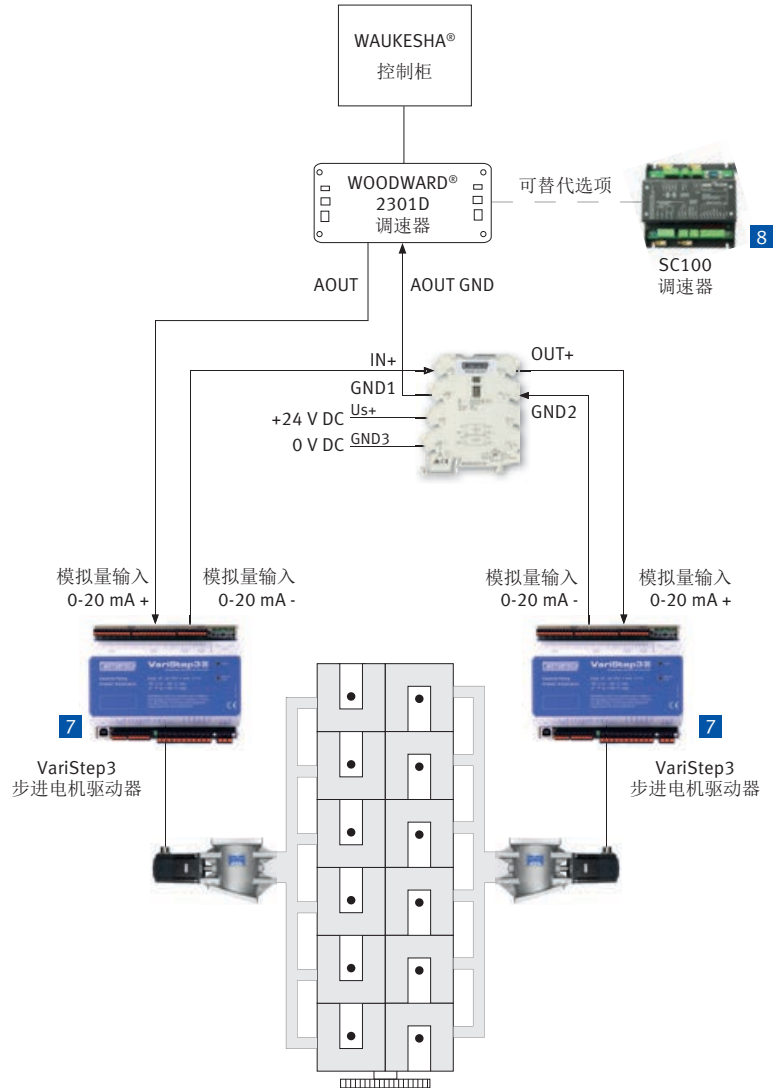 WAUKESHA®
控制柜
WOODWARD®
2301D
调速器
可替代选项
8
SC100
调速器
AOUT
AOUT GND
IN+
OUT+
GND1
GND2
+24 V DC
Us+
0 V DC
GND3
模拟量输入
0-20 mA +
模拟量输入
0-20 mA -
模拟量输入
0-20 mA -
模拟量输入
0-20 mA +
VariStep3
VariStep3
7
7
VariStep3
步进电机驱动器
VariStep3
步进电机驱动器